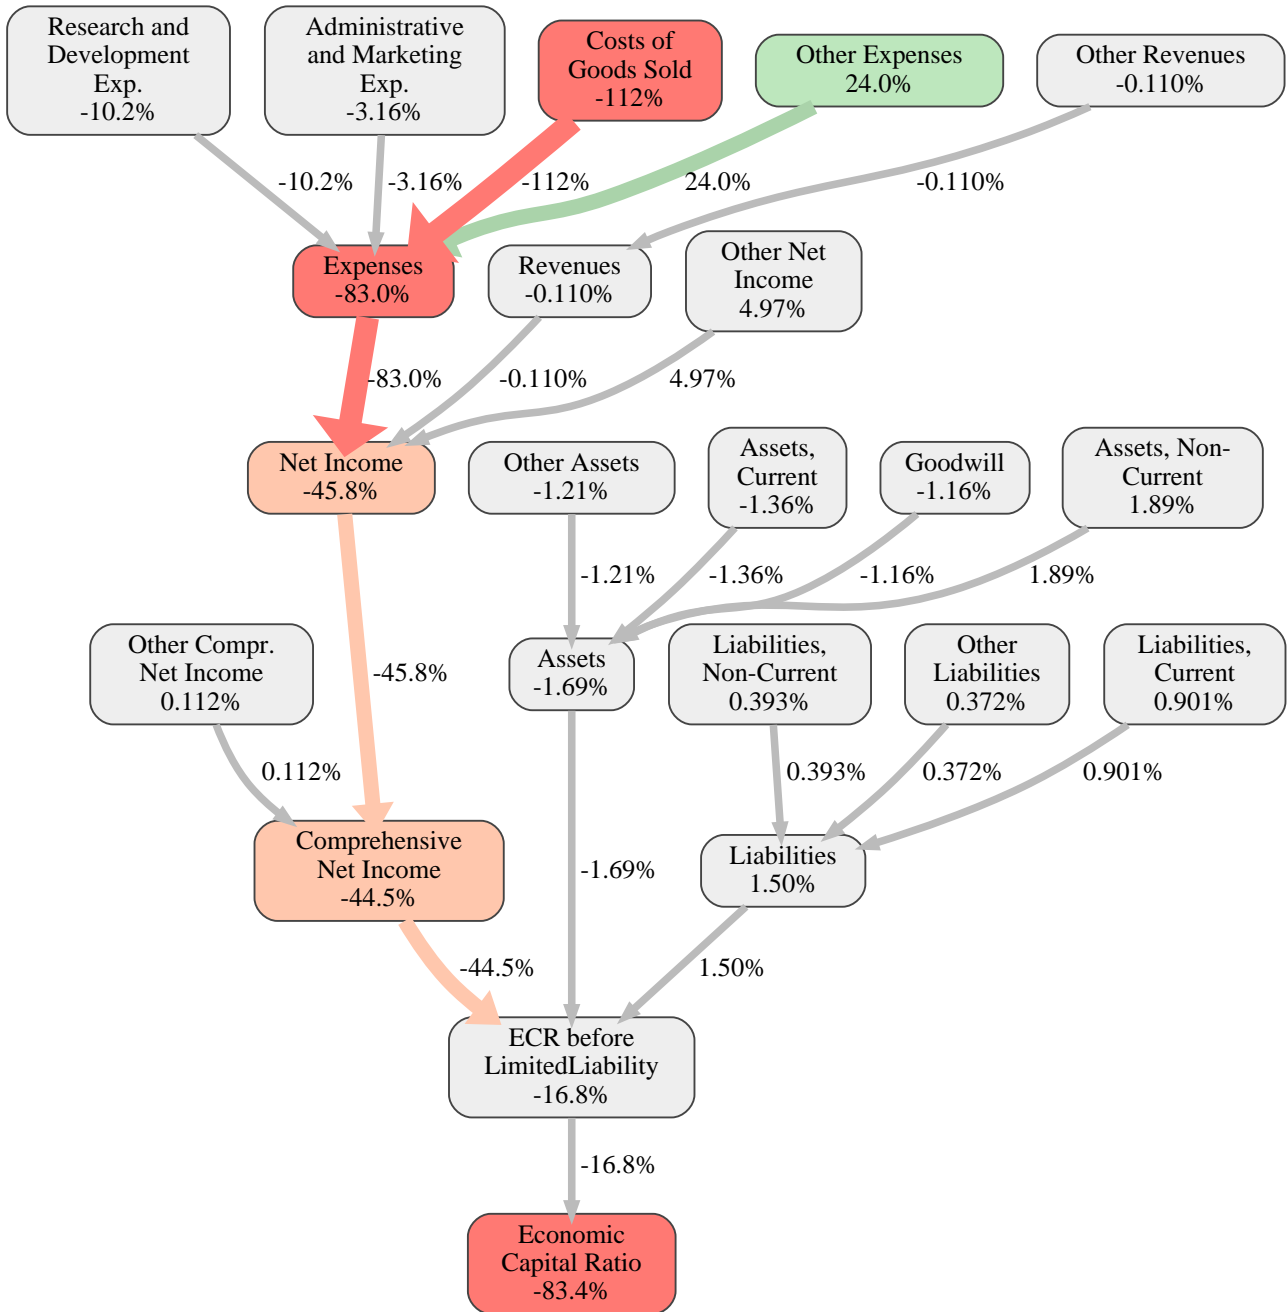 Research and
Development
Exp.
-10.2%
Administrative
and Marketing
Exp.
-3.16%
Costs of
Goods Sold
-112%
Other Expenses
24.0%
Other Revenues
-0.110%
-10.2%
-3.16%
-112%
24.0%
-0.110%
Expenses
-83.0%
Revenues
-0.110%
Other Net
Income
4.97%
-83.0%
-0.110%
4.97%
Net Income
-45.8%
Other Assets
-1.21%
Assets,
Current
-1.36%
Goodwill
-1.16%
Assets, Non-
Current
1.89%
-1.21%
-1.36%
-1.16%
1.89%
Other Compr.
Net Income
0.112%
-45.8%
Assets
-1.69%
Liabilities,
Non-Current
0.393%
Other
Liabilities
0.372%
Liabilities,
Current
0.901%
0.112%
0.393%
0.372%
0.901%
Comprehensive
Net Income
-44.5%
-1.69%
Liabilities
1.50%
-44.5%
1.50%
ECR before
LimitedLiability
-16.8%
-16.8%
Economic
Capital Ratio
-83.4%